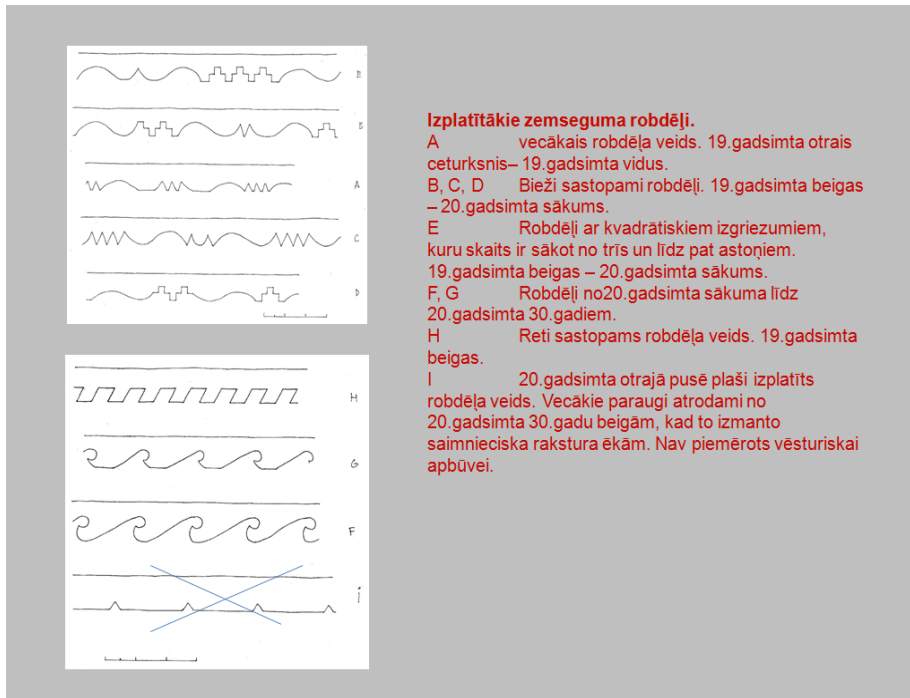 E
B
A
C
D
H
G
F
i
Izplatītākie zemseguma robdēļi.
A vecākais robdēļa veids. 19.gadsimta otrais
ceturksnis– 19.gadsimta vidus.
B, C, D Bieži sastopami robdēļi. 19.gadsimta beigas
– 20.gadsimta sākums.
E Robdēļi ar kvadrātiskiem izgriezumiem,
kuru skaits ir sākot no trīs un līdz pat astoņiem.
19.gadsimta beigas – 20.gadsimta sākums.
F, G Robdēļi no20.gadsimta sākuma līdz
20.gadsimta 30.gadiem.
H Reti sastopams robdēļa veids. 19.gadsimta
beigas.
I 20.gadsimta otrajā pusē plaši izplatīts
robdēļa veids. Vecākie paraugi atrodami no
20.gadsimta 30.gadu beigām, kad to izmanto
saimnieciska rakstura ēkām. Nav piemērots vēsturiskai
apbūvei.